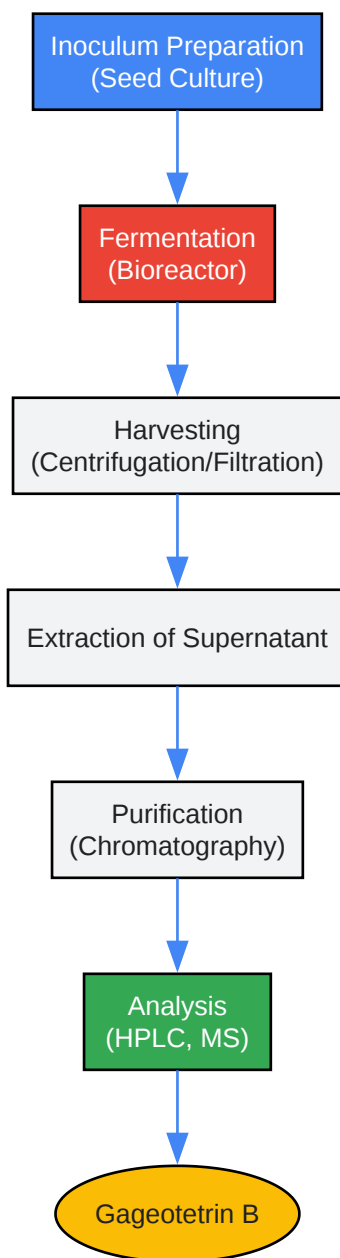 Inoculum Preparation
(Seed Culture)
Fermentation
(Bioreactor)
Harvesting
(Centrifugation/Filtration)
Extraction of Supernatant
Purification
(Chromatography)
Analysis
(HPLC, MS)
Gageotetrin B